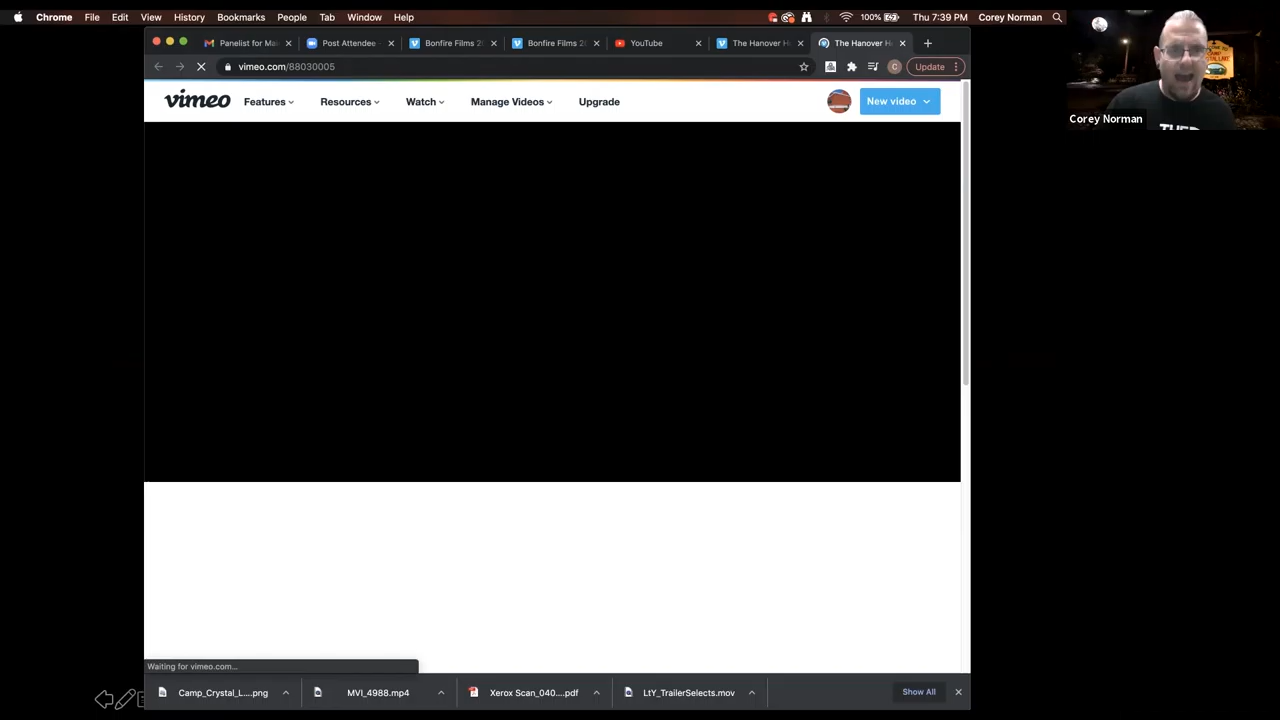 Chrome File Edit View History Bookmarks People Tab Window Help 100% Thu 7:39 PM Corey Norman
Panelist for Ma Post Attendee - Bonfire Films 2 Bonfire Films 2 YouTube The Hanover H The Hanover H
vimeo.com/88030005 C Update
vimeo Features Resources Watch Manage Videos Upgrade New video
Corey Norman
Waiting for vimeo.com...
Camp_Crystal_L....png MVI_4988.mp4 Xerox Scan_040....pdf LtY_TrailerSelects.mov Show All